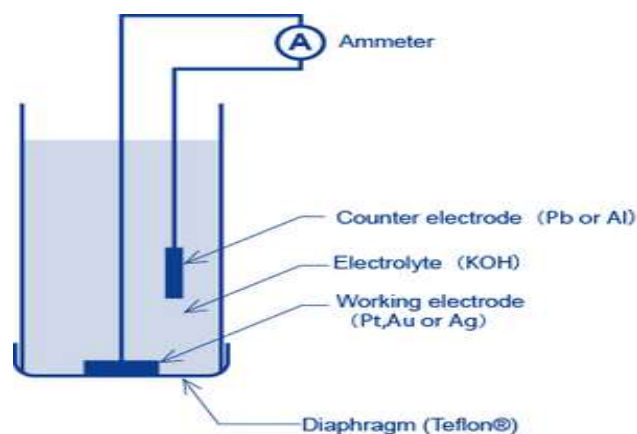 A
Ammeter
Counter electrode (Pb or Al)
Electrolyte (KOH)
Working electrode
(Pt,Au or Ag)
Diaphragm (Teflon®)